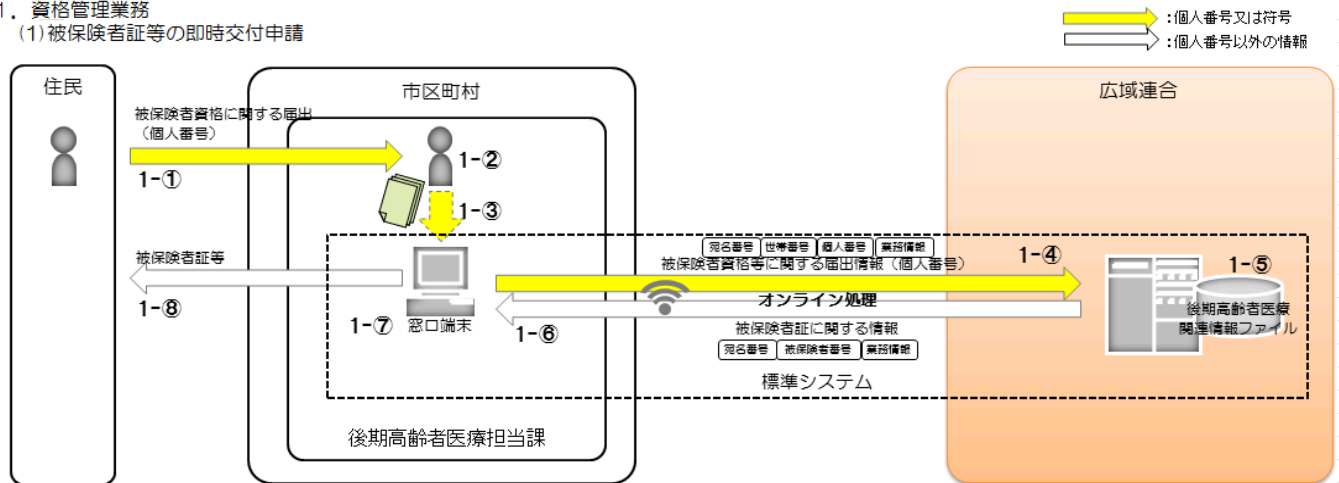 1．資格管理業務
(1)被保険者証等の即時交付申請
:個人番号又は符号
:個人番号以外の情報
住民
市区町村
広域連合
被保険者資格に関する届出
（個人番号）
1-①
1-②
1-③
宛名番号 世帯番号 個人番号 業務情報
被保険者資格等に関する届出情報（個人番号）
1-④
1-⑤
オンライン処理
後期高齢者医療
関連情報ファイル
被保険者証等
1-⑧
1-⑦
窓口端末
1-⑥
被保険者証に関する情報
宛名番号 被保険者番号 業務情報
標準システム
後期高齢者医療担当課